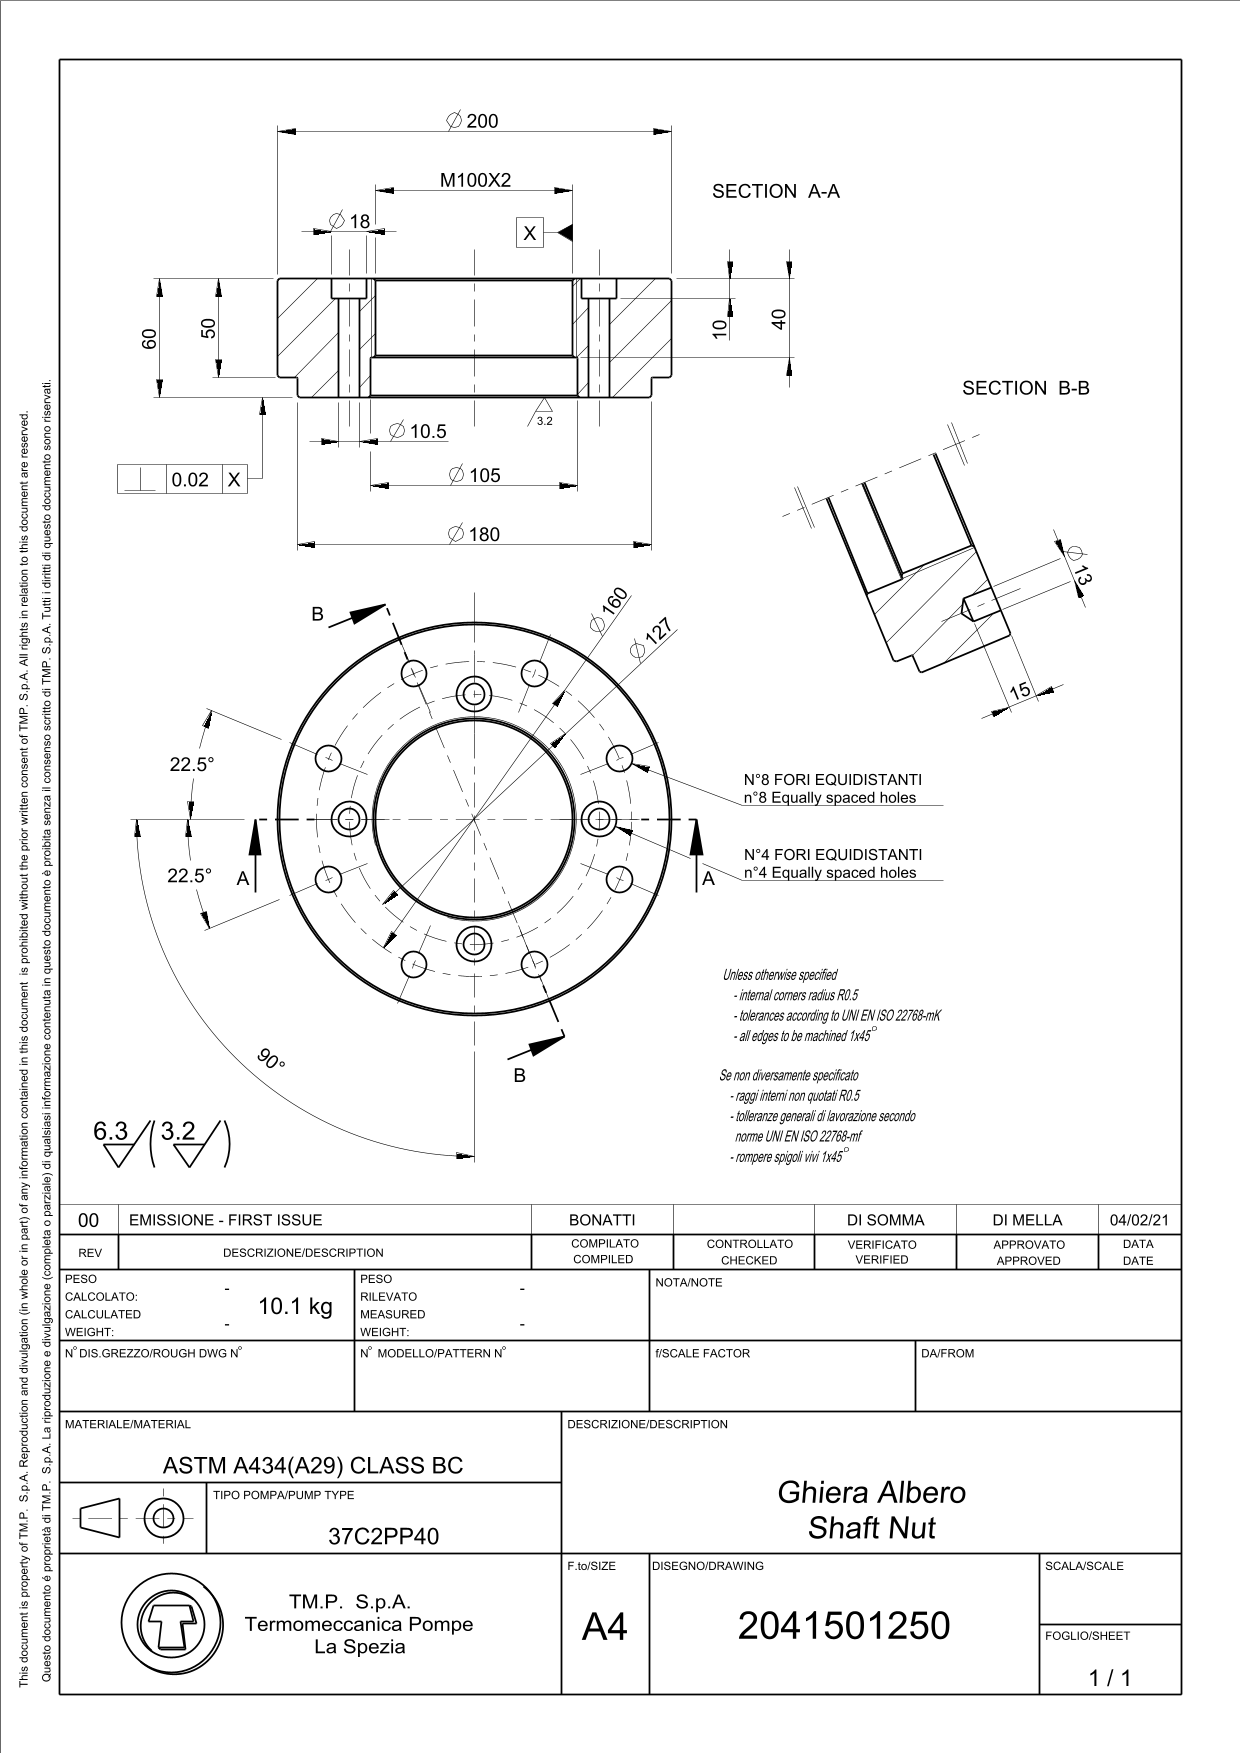 ⌀ 200
M100X2
SECTION A-A
⌀ 18
X
60
50
10
40
SECTION B-B
3.2
⌀ 10.5
0.02 X
⌀ 105
⌀ 180
⌀ 13
15
B
⌀ 160
⌀ 127
22.5°
N°8 FORI EQUIDISTANTI
n°8 Equally spaced holes
22.5°
A
A
N°4 FORI EQUIDISTANTI
n°4 Equally spaced holes
90°
B
Unless otherwise specified
- internal corners radius R0.5
- tolerances according to UNI EN ISO 22768-mK
- all edges to be machined 1x45°
Se non diversamente specificato
- raggi interni non quotati R0.5
- tolleranze generali di lavorazione secondo
norme UNI EN ISO 22768-mf
- rompere spigoli vivi 1x45°
6.3 ( 3.2 )
This document is property of TM.P. S.p.A. Reproduction and divulgation (in whole or in part) of any information contained in this document is prohibited without the prior written consent of TMP. S.p.A. All rights in relation to this document are reserved.
Questo documento é proprietà di TM.P. S.p.A. La riproduzione e divulgazione (completa o parziale) di qualsiasi informazione contenuta in questo documento è proibita senza il consenso scritto di TMP. S.p.A. Tutti i diritti di questo documento sono riservati.
00 EMISSIONE - FIRST ISSUE BONATTI DI SOMMA DI MELLA 04/02/21
REV DESCRIZIONE/DESCRIPTION COMPILATO COMPILED CONTROLLATO CHECKED VERIFICATO VERIFIED APPROVATO APPROVED DATA DATE
PESO CALCOLATO: -
CALCULATED WEIGHT: -
10.1 kg
PESO RILEVATO -
MEASURED WEIGHT: -
NOTA/NOTE
N° DIS.GREZZO/ROUGH DWG N°
N° MODELLO/PATTERN N°
f/SCALE FACTOR
DA/FROM
MATERIALE/MATERIAL
ASTM A434(A29) CLASS BC
DESCRIZIONE/DESCRIPTION
Ghiera Albero
Shaft Nut
TIPO POMPA/PUMP TYPE
37C2PP40
TM.P. S.p.A.
Termomeccanica Pompe
La Spezia
F.to/SIZE
A4
DISEGNO/DRAWING
2041501250
SCALA/SCALE
FOGLIO/SHEET
1 / 1